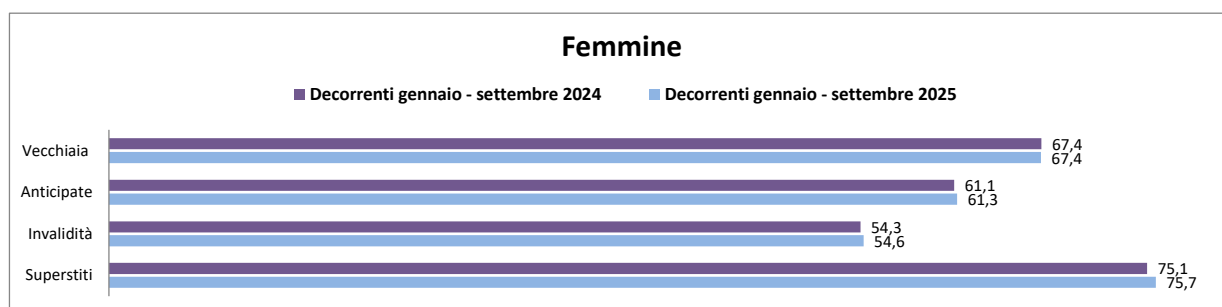 Femmine
Decorrenti gennaio - settembre 2024 Decorrenti gennaio - settembre 2025
Vecchiaia 67,4
67,4
Anticipate 61,1
61,3
Invalidità 54,3
54,6
Superstiti 75,1
75,7